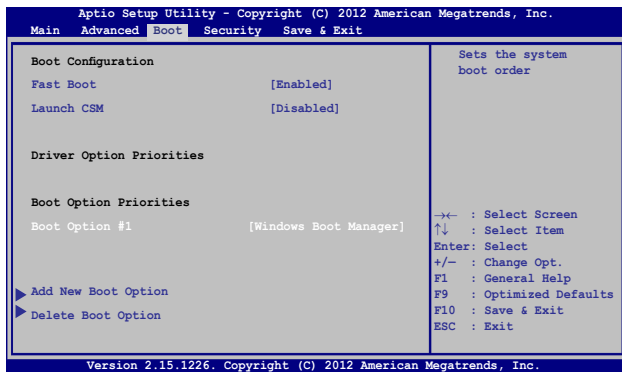 Aptio Setup Utility - Copyright (C) 2012 American Megatrends, Inc.
Main Advanced Boot Security Save & Exit
Boot Configuration
Fast Boot [Enabled]
Launch CSM [Disabled]
Driver Option Priorities
Boot Option Priorities
Boot Option #1 [Windows Boot Manager]
Add New Boot Option
Delete Boot Option
Sets the system
boot order
→← : Select Screen
↑↓ : Select Item
Enter: Select
+/− : Change Opt.
F1 : General Help
F9 : Optimized Defaults
F10 : Save & Exit
ESC : Exit
Version 2.15.1226. Copyright (C) 2012 American Megatrends, Inc.